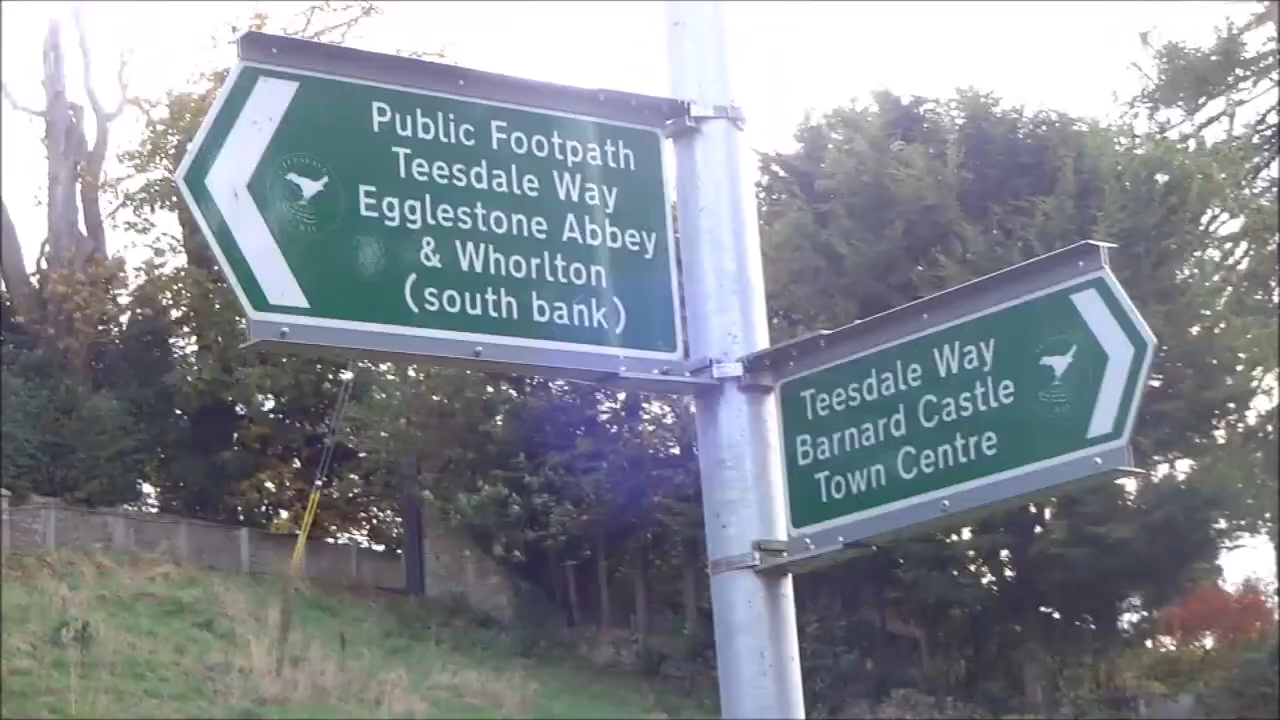 Public Footpath
Teesdale Way
Egglestone Abbey
& Whorlton
(south bank)
Teesdale Way
Barnard Castle
Town Centre